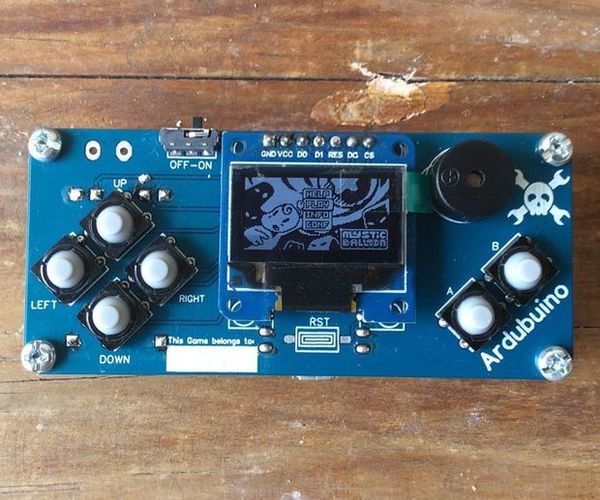 OFF-ON
GND VCC D0 D1 RES DC CS
UP
LEFT
RIGHT
DOWN
HELP
PLAY
INFO
CONF
MYSTIC
BALLOON
This Game belongs to:
RST
A
B
Ardubuino